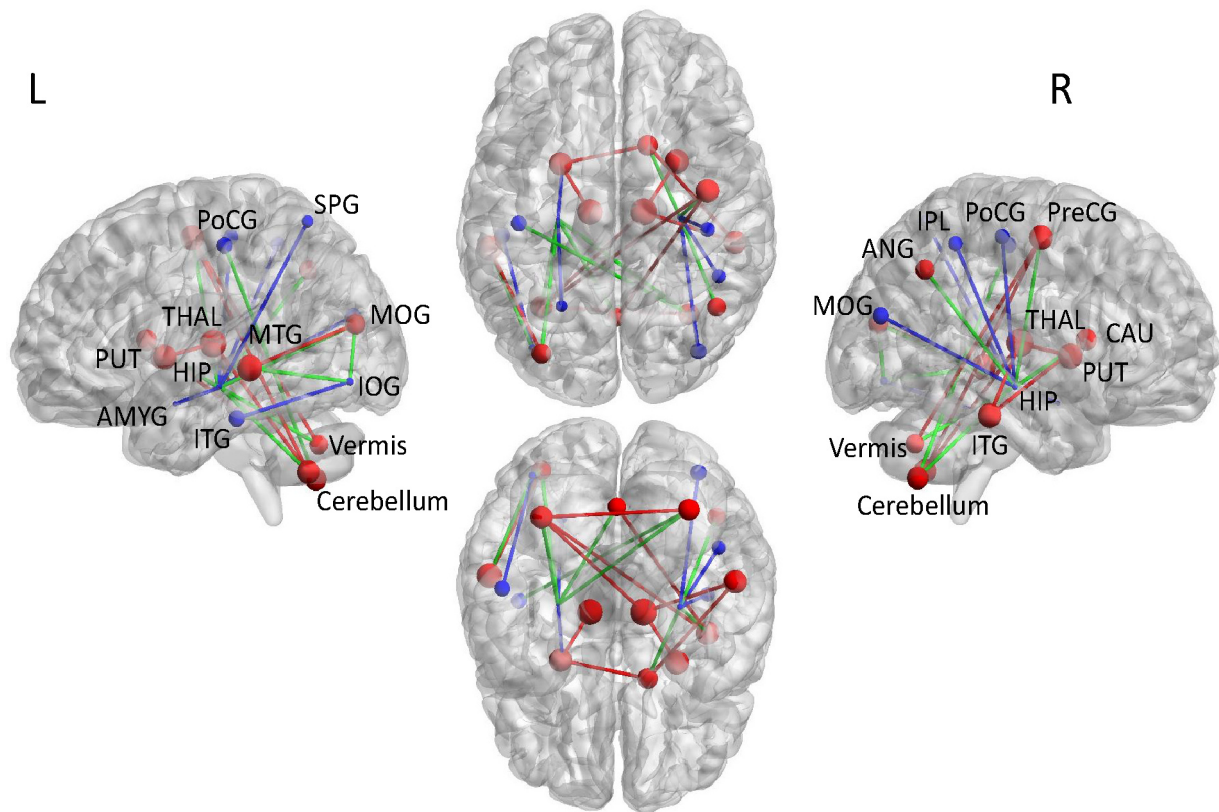 L
R
PoCG
SPG
THAL
MTG
MOG
PUT
HIP
IOG
AMYG
ITG
Vermis
Cerebellum
IPL
PoCG
PreCG
ANG
MOG
THAL
CAU
PUT
HIP
Vermis
ITG
Cerebellum